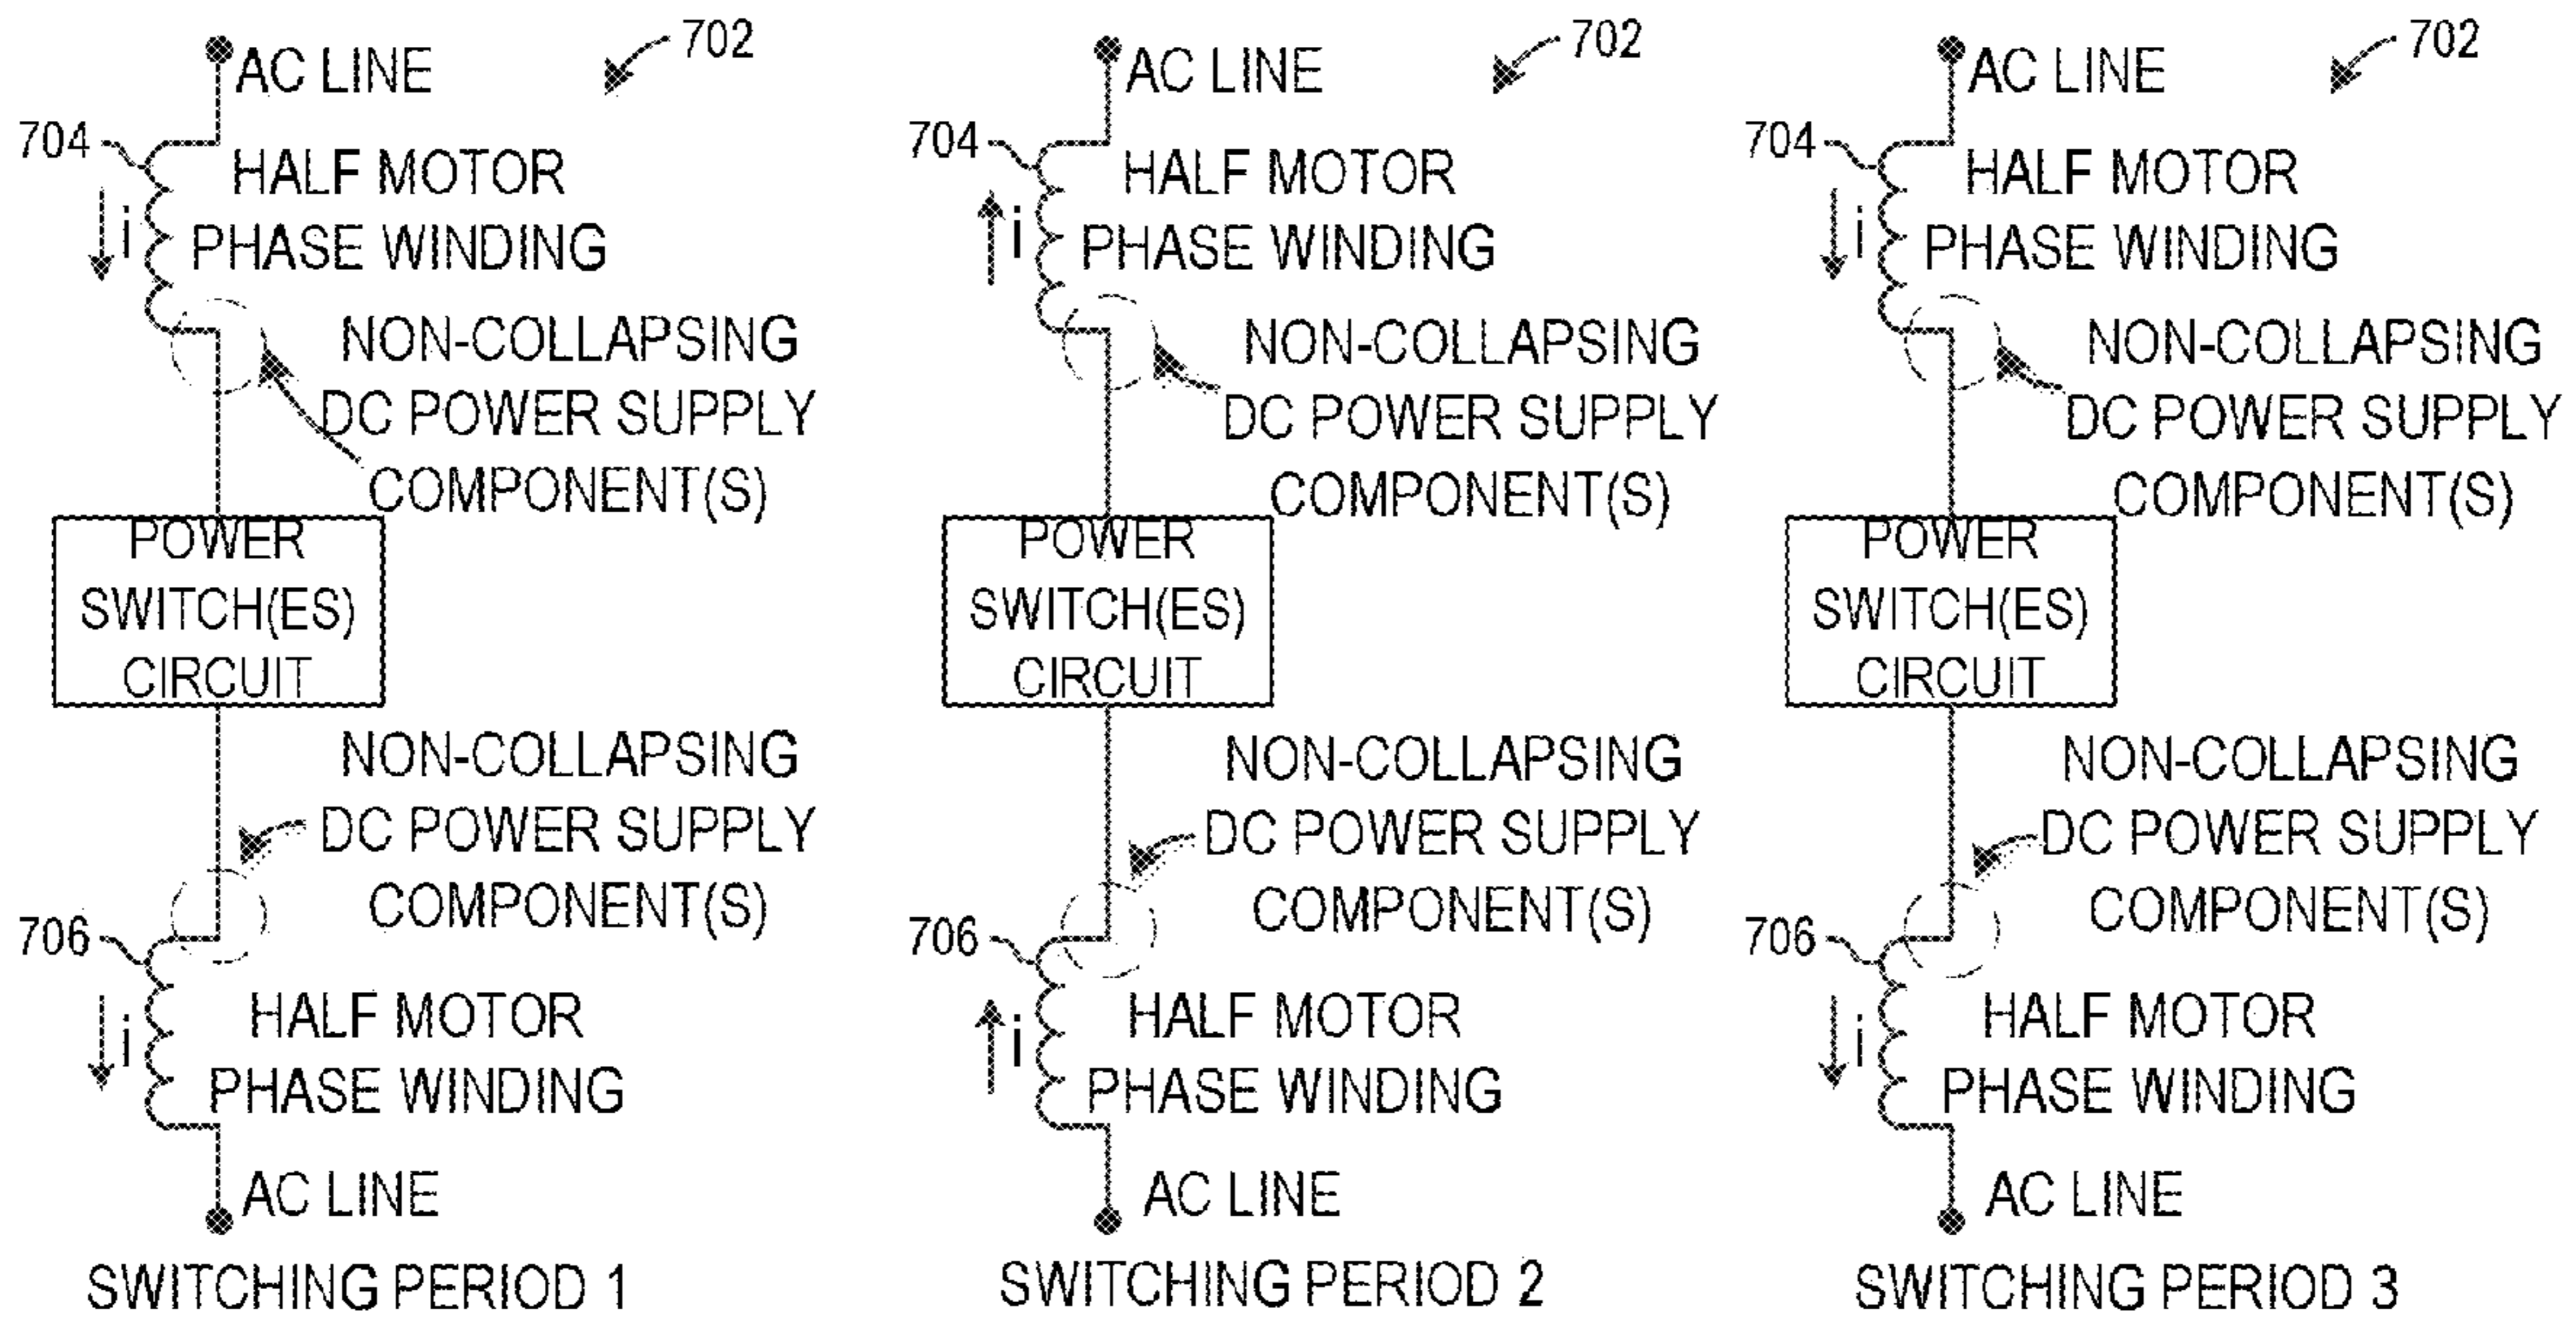 AC LINE
702
704
HALF MOTOR
i
PHASE WINDING
NON-COLLAPSING
DC POWER SUPPLY
COMPONENT(S)
POWER
SWITCH(ES)
CIRCUIT
NON-COLLAPSING
DC POWER SUPPLY
COMPONENT(S)
706
HALF MOTOR
i
PHASE WINDING
AC LINE
SWITCHING PERIOD 1
AC LINE
702
704
HALF MOTOR
i
PHASE WINDING
NON-COLLAPSING
DC POWER SUPPLY
COMPONENT(S)
POWER
SWITCH(ES)
CIRCUIT
NON-COLLAPSING
DC POWER SUPPLY
COMPONENT(S)
706
HALF MOTOR
i
PHASE WINDING
AC LINE
SWITCHING PERIOD 2
AC LINE
702
704
HALF MOTOR
i
PHASE WINDING
NON-COLLAPSING
DC POWER SUPPLY
COMPONENT(S)
POWER
SWITCH(ES)
CIRCUIT
NON-COLLAPSING
DC POWER SUPPLY
COMPONENT(S)
706
HALF MOTOR
i
PHASE WINDING
AC LINE
SWITCHING PERIOD 3